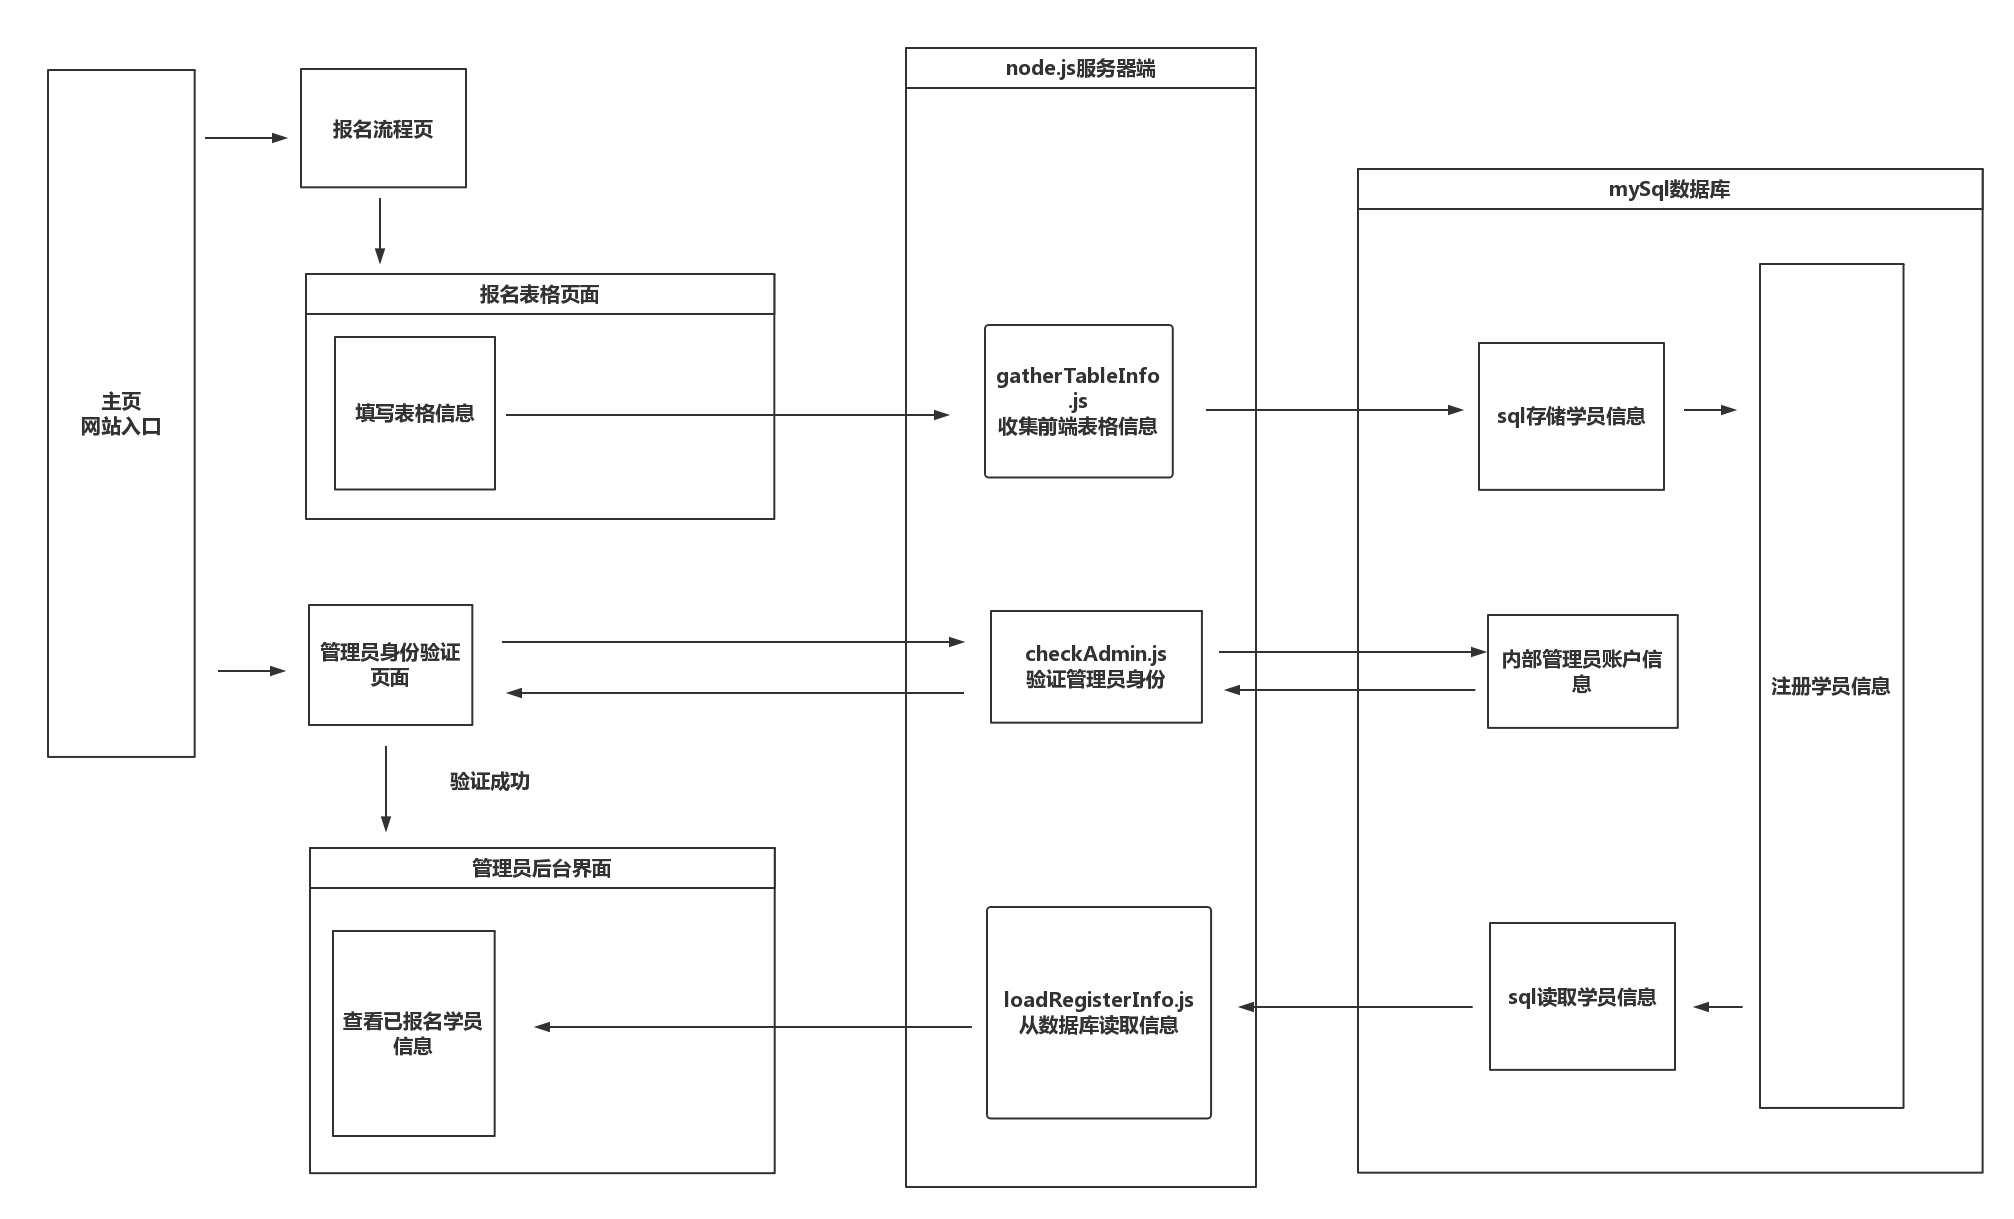 主页
网站入口
报名流程页
报名表格页面
填写表格信息
管理员身份验证
页面
验证成功
管理员后台界面
查看已报名学员
信息
node.js服务器端
gatherTableInfo
.js
收集前端表格信息
checkAdmin.js
验证管理员身份
loadRegisterInfo.js
从数据库读取信息
mySql数据库
sql存储学员信息
内部管理员账户信
息
sql读取学员信息
注册学员信息